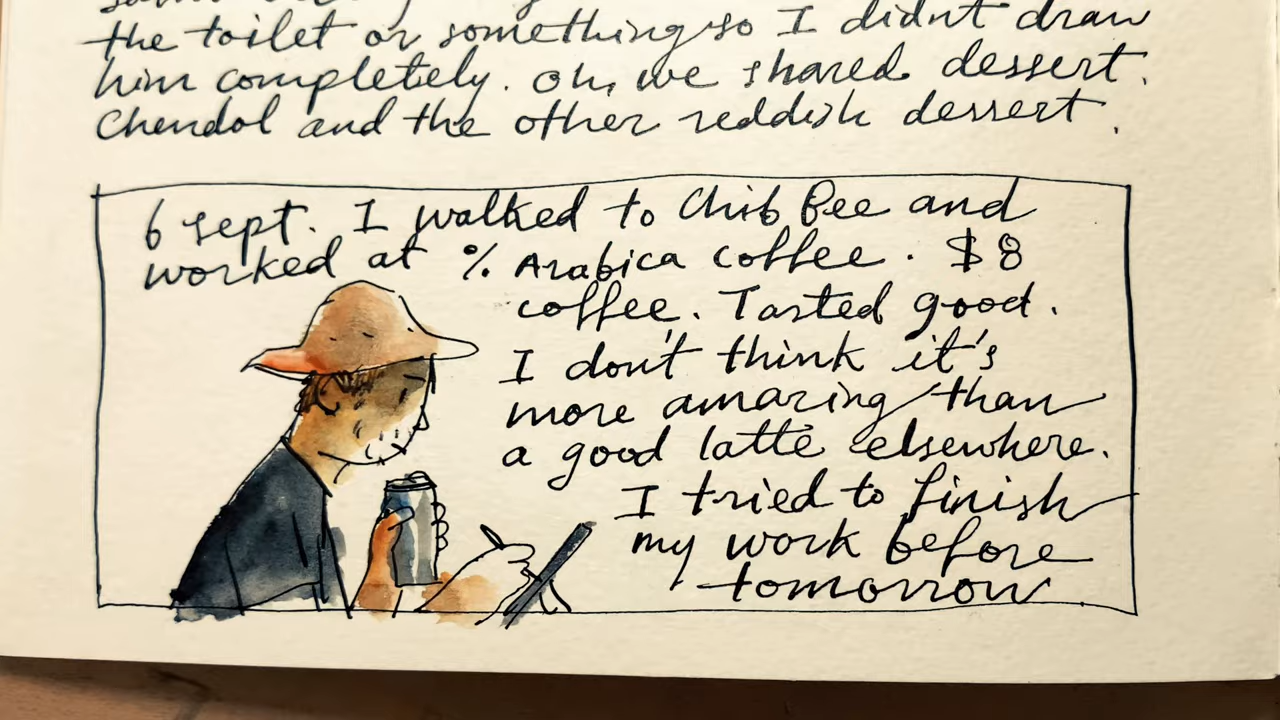 the toilet or something so I didn't draw
him completely. Oh, we shared dessert.
Chendol and the other reddish dessert.
6 Sept. I walked to Chib Bee and
worked at % Arabica coffee. $8
coffee. Tasted good.
I don't think it's
more amazing than
a good latte elsewhere.
I tried to finish
my work before
tomorrow